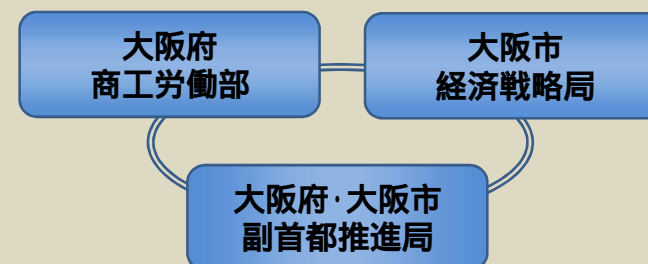 大阪府
商工労働部
大阪市
経済戦略局
大阪府・大阪市
副首都推進局